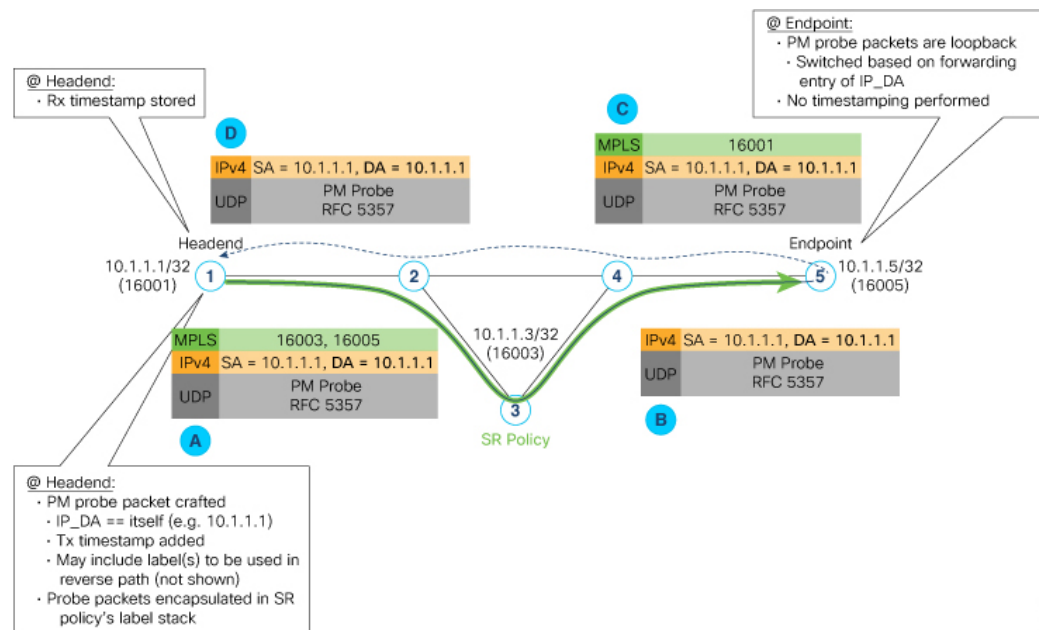 @ Endpoint:
· PM probe packets are loopback
· Switched based on forwarding
entry of IP_DA
· No timestamping performed
@ Headend:
· Rx timestamp stored
D
IPv4 SA = 10.1.1.1, DA = 10.1.1.1
UDP
PM Probe
RFC 5357
C
MPLS 16001
IPv4 SA = 10.1.1.1, DA = 10.1.1.1
UDP
PM Probe
RFC 5357
Headend
10.1.1.1/32
(16001)
1
2
4
Endpoint
5
10.1.1.5/32
(16005)
10.1.1.3/32
(16003)
3
SR Policy
MPLS 16003, 16005
IPv4 SA = 10.1.1.1, DA = 10.1.1.1
UDP
PM Probe
RFC 5357
A
IPv4 SA = 10.1.1.1, DA = 10.1.1.1
UDP
PM Probe
RFC 5357
B
@ Headend:
· PM probe packet crafted
· IP_DA == itself (e.g. 10.1.1.1)
· Tx timestamp added
· May include label(s) to be used in
reverse path (not shown)
· Probe packets encapsulated in SR
policy's label stack